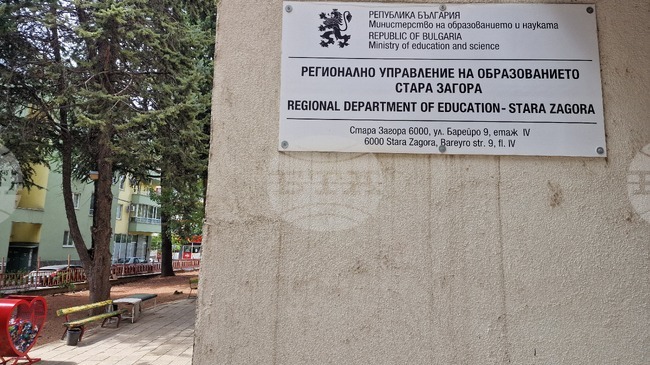 РЕПУБЛИКА БЪЛГАРИЯ
Министерство на образованието и науката
REPUBLIC OF BULGARIA
Ministry of education and science
РЕГИОНАЛНО УПРАВЛЕНИЕ НА ОБРАЗОВАНИЕТО
СТАРА ЗАГОРА
REGIONAL DEPARTMENT OF EDUCATION - STARA ZAGORA
Стара Загора 6000, ул. Барейро 9, етаж IV
6000 Stara Zagora, Bareyro str. 9, fl. IV
БТА